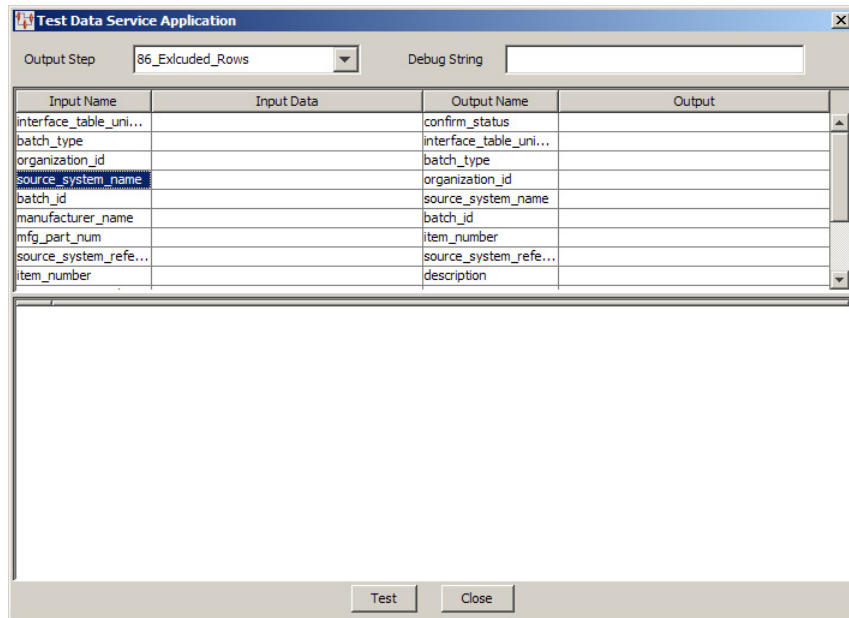 Test Data Service Application
Output Step 86_Exlcuded_Rows Debug String
Input Name Input Data Output Name Output
interface_table_uni... confirm_status
batch_type interface_table_uni...
organization_id batch_type
source_system_name organization_id
batch_id source_system_name
manufacturer_name batch_id
mfg_part_num item_number
source_system_refe... source_system_refe...
item_number description
Test Close